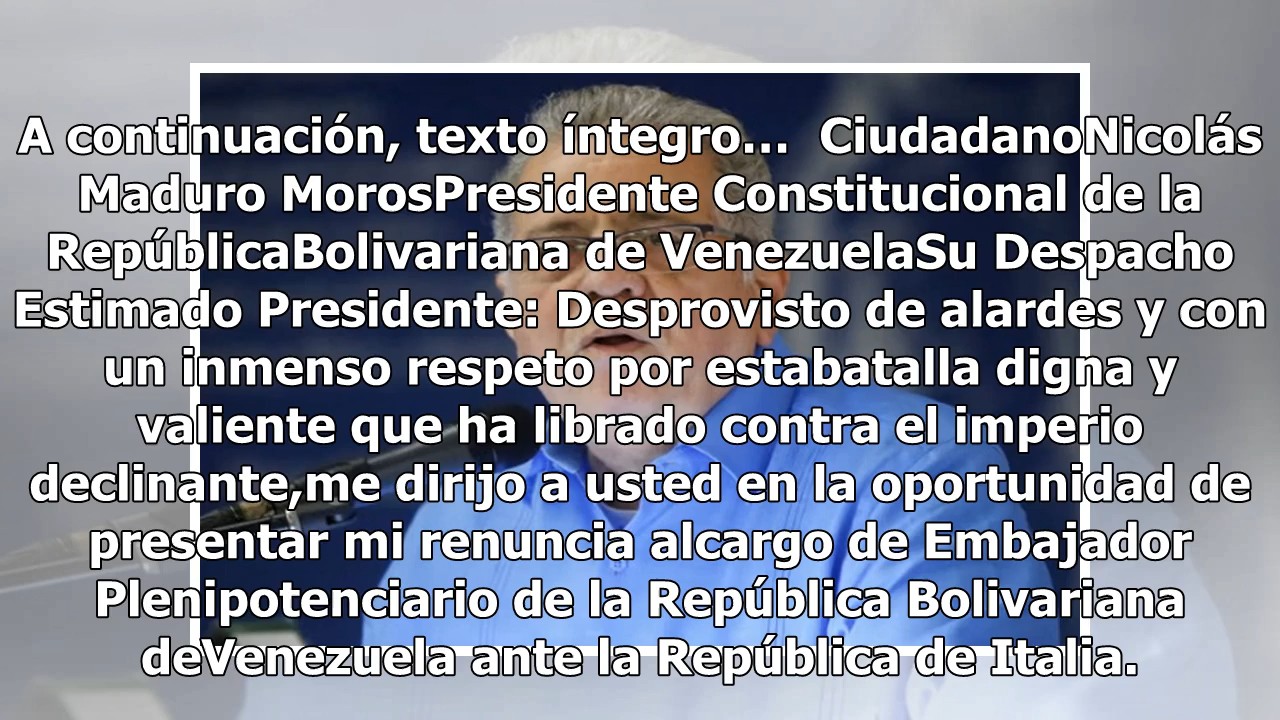 A continuación, texto íntegro... CiudadanoNicolás
Maduro MorosPresidente Constitucional de la
RepúblicaBolivariana de VenezuelaSu Despacho
Estimado Presidente: Desprovisto de alardes y con
un inmenso respeto por estabatalla digna y
valiente que ha librado contra el imperio
declinante,me dirijo a usted en la oportunidad de
presentar mi renuncia alcargo de Embajador
Plenipotenciario de la República Bolivariana
deVenezuela ante la República de Italia.